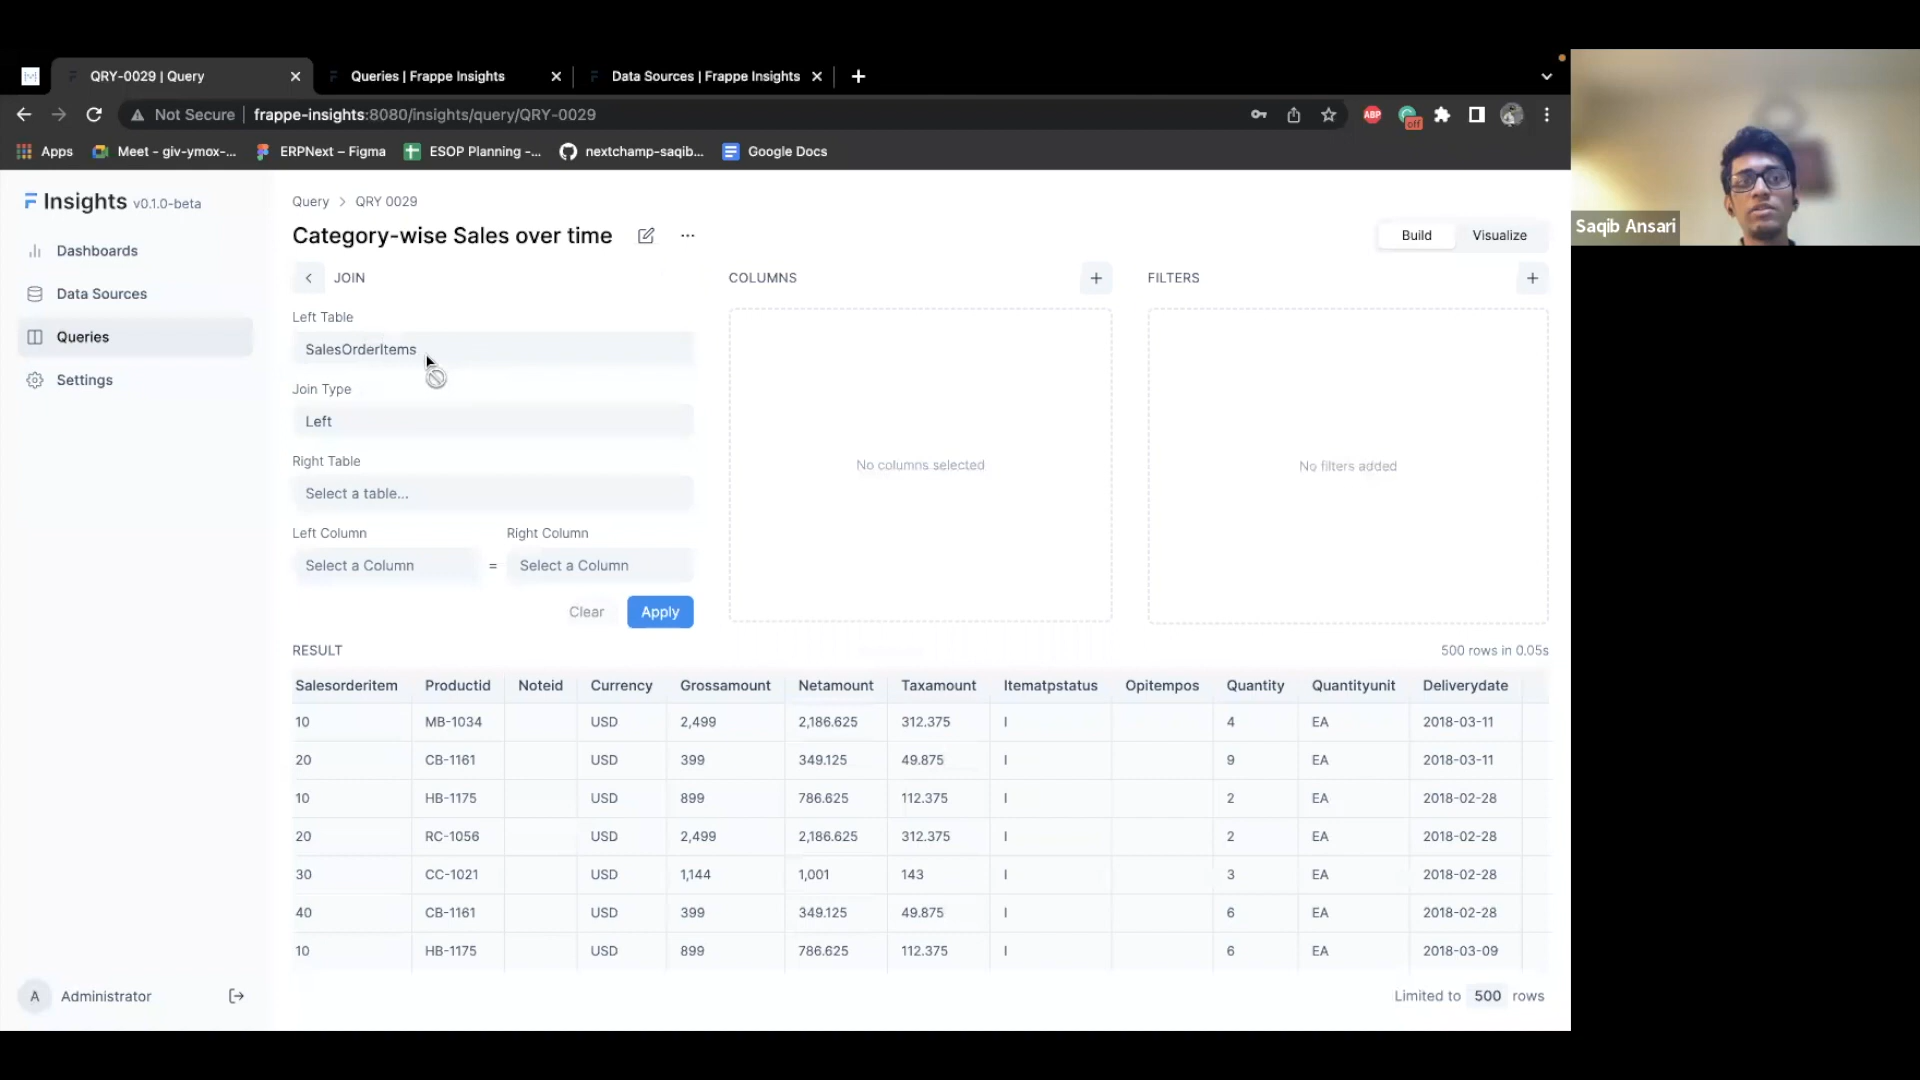 QRY-0029 | Query
Queries | Frappe Insights
Data Sources | Frappe Insights
Not Secure
frappe-insights:8080/insights/query/QRY-0029
ABP
off
Apps
Meet - giv-ymox-...
ERPNext – Figma
ESOP Planning -...
nextchamp-saqib...
Google Docs
Saqib Ansari
Insights v0.1.0-beta
Dashboards
Data Sources
Queries
Settings
A Administrator
Query > QRY 0029
Category-wise Sales over time
...
Build Visualize
JOIN
Left Table
SalesOrderItems
Join Type
Left
Right Table
Select a table...
Left Column Right Column
Select a Column = Select a Column
Clear Apply
COLUMNS +
No columns selected
FILTERS +
No filters added
RESULT 500 rows in 0.05s
Salesorderitem Productid Noteid Currency Grossamount Netamount Taxamount Itematpstatus Opitempos Quantity Quantityunit Deliverydate
10 MB-1034 USD 2,499 2,186.625 312.375 I 4 EA 2018-03-11
20 CB-1161 USD 399 349.125 49.875 I 9 EA 2018-03-11
10 HB-1175 USD 899 786.625 112.375 I 2 EA 2018-02-28
20 RC-1056 USD 2,499 2,186.625 312.375 I 2 EA 2018-02-28
30 CC-1021 USD 1,144 1,001 143 I 3 EA 2018-02-28
40 CB-1161 USD 399 349.125 49.875 I 6 EA 2018-02-28
10 HB-1175 USD 899 786.625 112.375 I 6 EA 2018-03-09
Limited to 500 rows